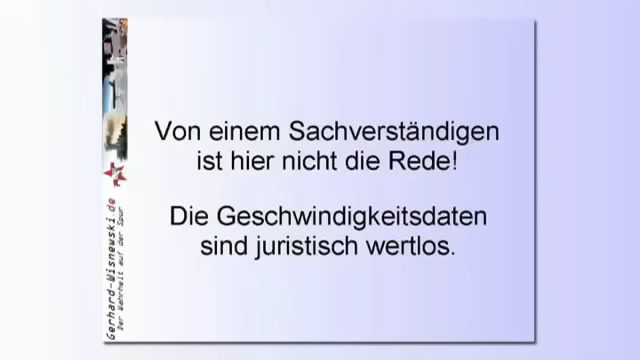 Von einem Sachverständigen
ist hier nicht die Rede!
Die Geschwindigkeitsdaten
sind juristisch wertlos.
Gerhard-Wisnewski.de
Der Wahrheit auf der Spur